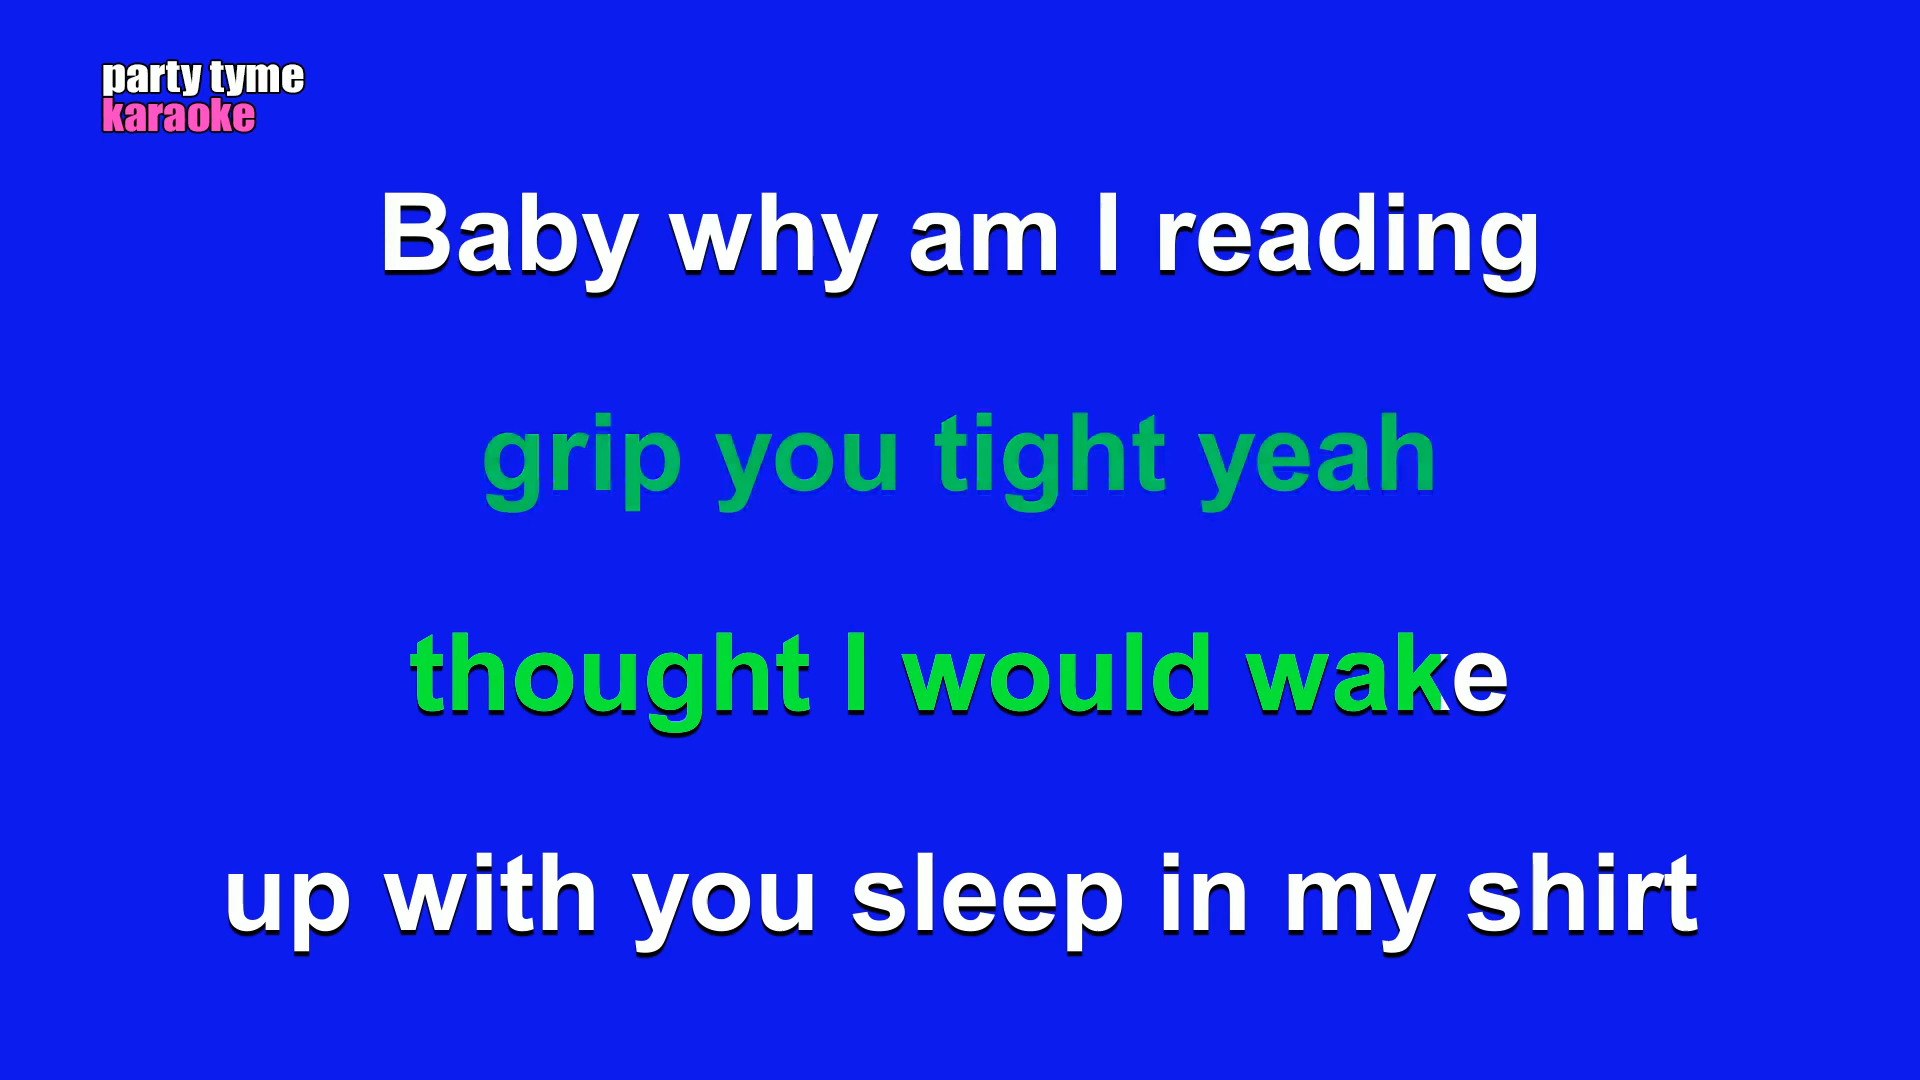 party tyme
karaoke
Baby why am I reading
grip you tight yeah
thought I would wake
up with you sleep in my shirt